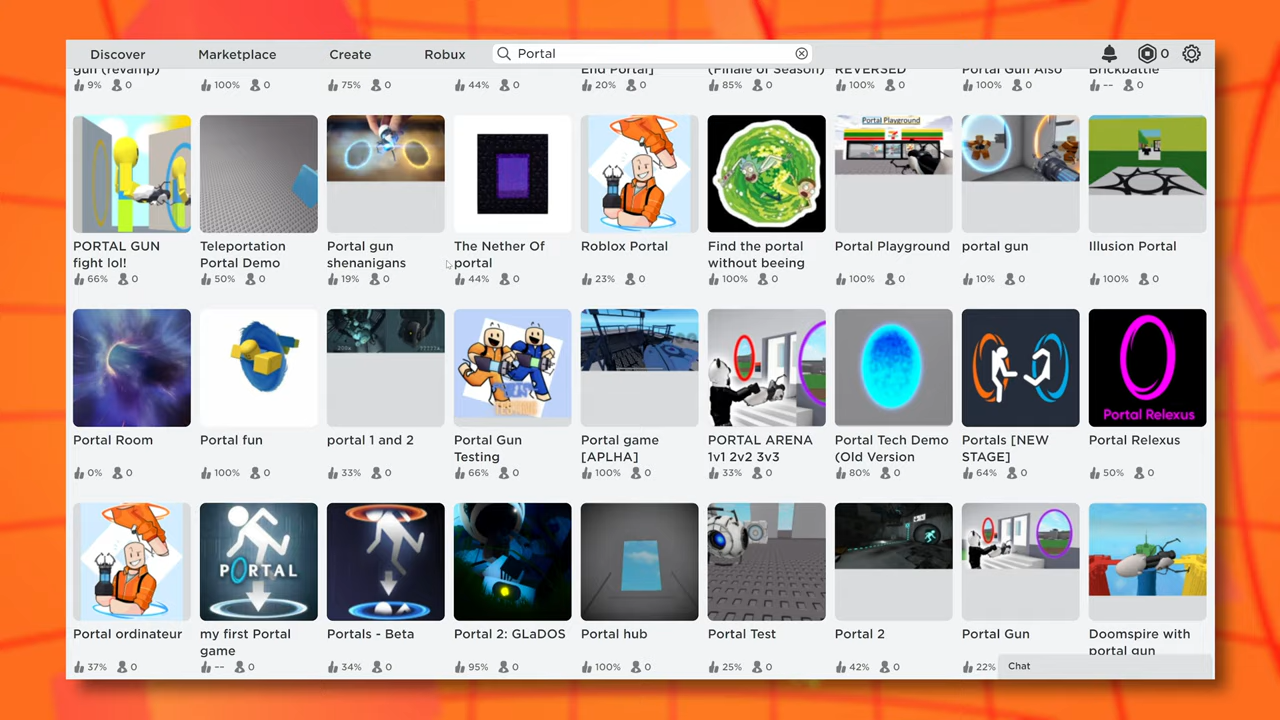 Discover Marketplace Create Robux Portal 0
gun (revamp) End Portal] (Finale of Season) REVERSED Portal Gun Also Brickbattle
9% 0 100% 0 75% 0 44% 0 20% 0 85% 0 100% 0 100% 0 -- 0
Portal Playground
PORTAL GUN Teleportation Portal gun The Nether Of Roblox Portal Find the portal Portal Playground portal gun Illusion Portal
fight lol! Portal Demo shenanigans portal without beeing
66% 0 50% 0 19% 0 44% 0 23% 0 100% 0 100% 0 10% 0 100% 0
Portal Relexus
Portal Room Portal fun portal 1 and 2 Portal Gun Portal game PORTAL ARENA Portal Tech Demo Portals [NEW Portal Relexus
Testing [APLHA] 1v1 2v2 3v3 (Old Version STAGE]
0% 0 100% 0 33% 0 66% 0 100% 0 33% 0 80% 0 64% 0 50% 0
PORTAL
Portal ordinateur my first Portal Portals - Beta Portal 2: GLaDOS Portal hub Portal Test Portal 2 Portal Gun Doomspire with
game portal gun
37% 0 -- 0 34% 0 95% 0 100% 0 25% 0 42% 0 22% Chat